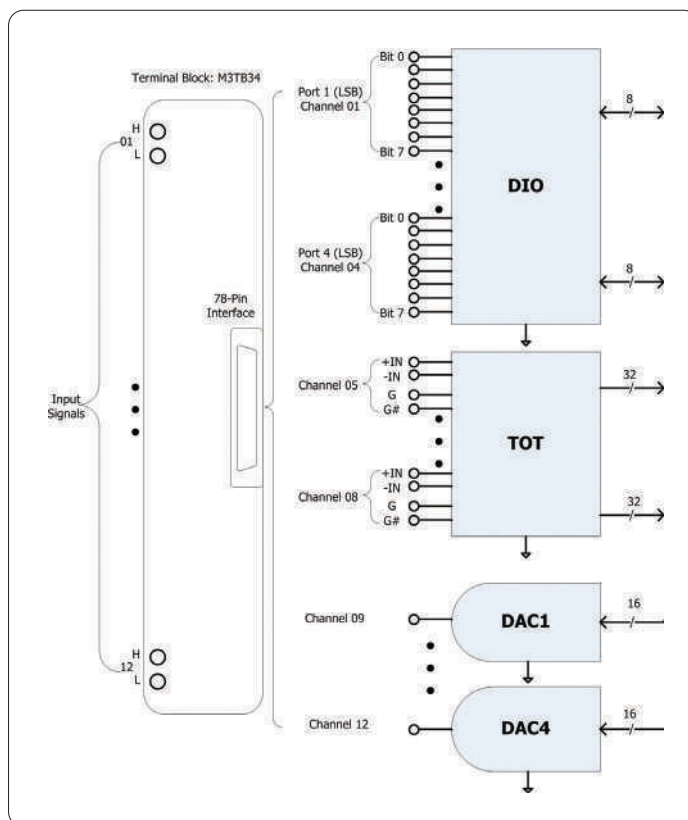 Terminal Block: M3TB34
H
01
L
Input
Signals
H
12
L
78-Pin
Interface
Port 1 (LSB)
Channel 01
Bit 0
Bit 7
Port 4 (LSB)
Channel 04
Bit 0
Bit 7
DIO
8
8
Channel 05
+IN
-IN
G
G#
Channel 08
+IN
-IN
G
G#
TOT
32
32
Channel 09
DAC1
16
Channel 12
DAC4
16